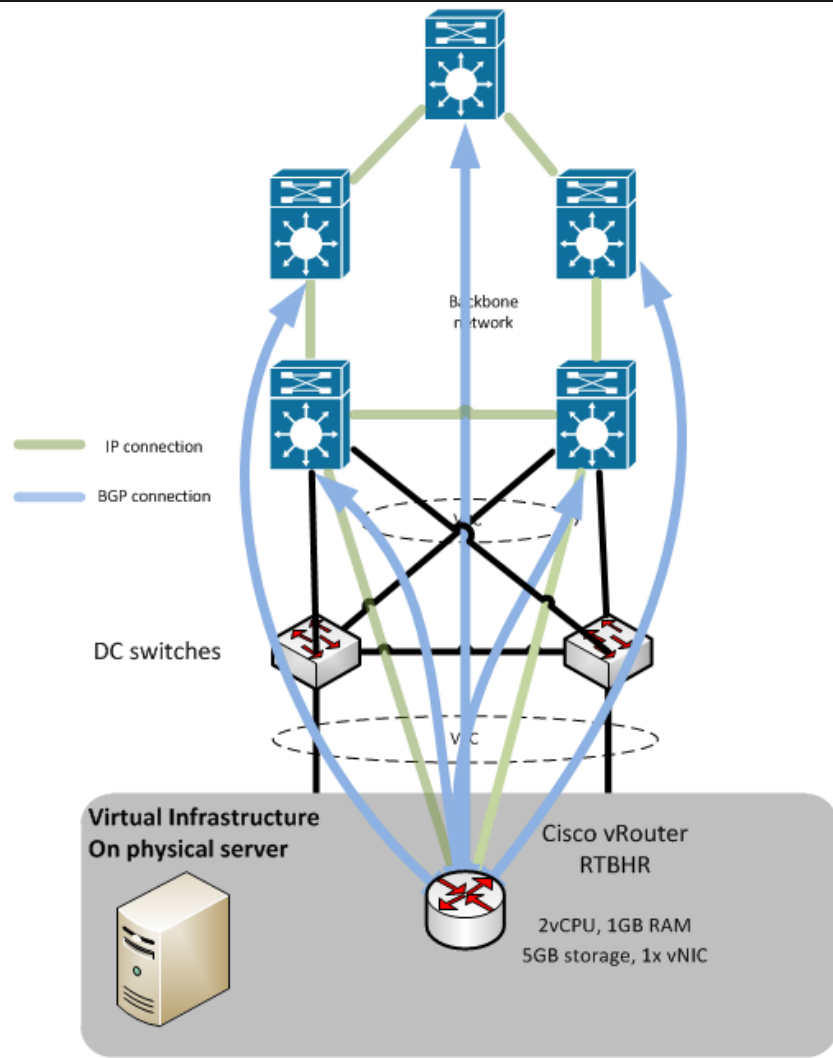 Backbone
network
IP connection
BGP connection
DC switches
Virtual Infrastructure
On physical server
Cisco vRouter
RTBHR
2vCPU, 1GB RAM
5GB storage, 1x vNIC